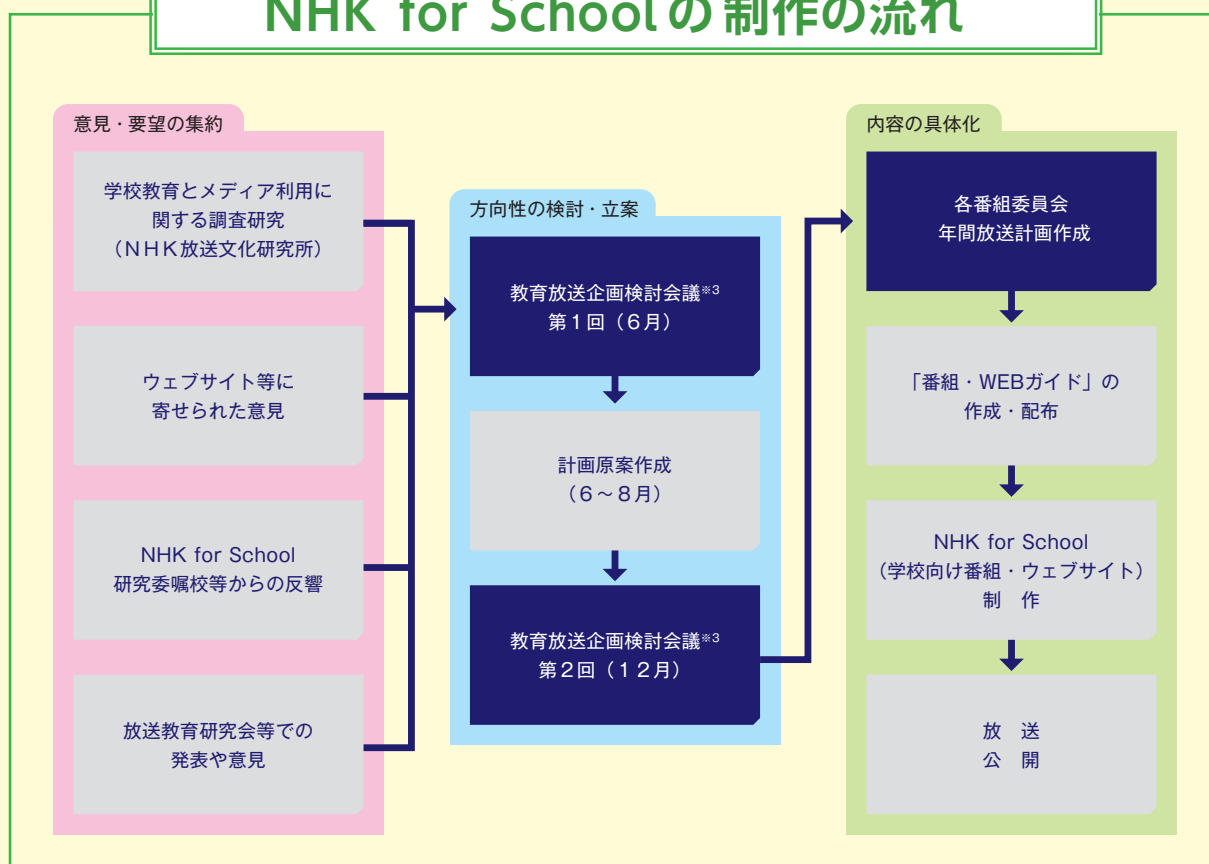 NHK for Schoolの制作の流れ
意見・要望の集約
学校教育とメディア利用に
関する調査研究
（ＮＨＫ放送文化研究所）
ウェブサイト等に
寄せられた意見
NHK for School
研究委嘱校等からの反響
放送教育研究会等での
発表や意見
方向性の検討・立案
教育放送企画検討会議※3
第１回（６月）
計画原案作成
（６～８月）
教育放送企画検討会議※3
第２回（１２月）
内容の具体化
各番組委員会
年間放送計画作成
「番組・WEBガイド」の
作成・配布
NHK for School
（学校向け番組・ウェブサイト）
制　作
放　送
公　開